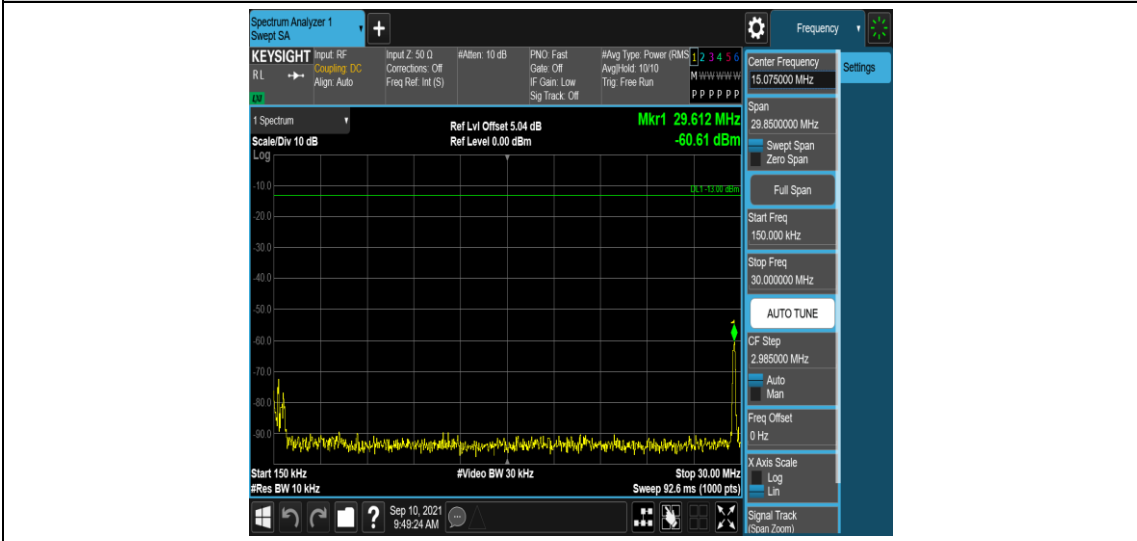 Spectrum Analyzer 1
Swept SA
+
Frequency
KEYSIGHT
RL
LXI
Input: RF
Coupling: DC
Align: Auto
Input Z: 50 Ω
Corrections: Off
Freq Ref: Int (S)
#Atten: 10 dB
PNO: Fast
Gate: Off
IF Gain: Low
Sig Track: Off
#Avg Type: Power (RMS
Avg|Hold: 10/10
Trig: Free Run
1 2 3 4 5 6
M W W W W W
P P P P P P
1 Spectrum
Scale/Div 10 dB
Log
Ref Lvl Offset 5.04 dB
Ref Level 0.00 dBm
Mkr1 29.612 MHz
-60.61 dBm
DL1 -13.00 dBm
-10.0
-20.0
-30.0
-40.0
-50.0
-60.0
-70.0
-80.0
-90.0
Start 150 kHz
#Res BW 10 kHz
#Video BW 30 kHz
Stop 30.00 MHz
Sweep 92.6 ms (1000 pts)
Center Frequency
15.075000 MHz
Settings
Span
29.8500000 MHz
Swept Span
Zero Span
Full Span
Start Freq
150.000 kHz
Stop Freq
30.000000 MHz
AUTO TUNE
CF Step
2.985000 MHz
Auto
Man
Freq Offset
0 Hz
X Axis Scale
Log
Lin
Signal Track
(Span Zoom)
?
Sep 10, 2021
9:49:24 AM